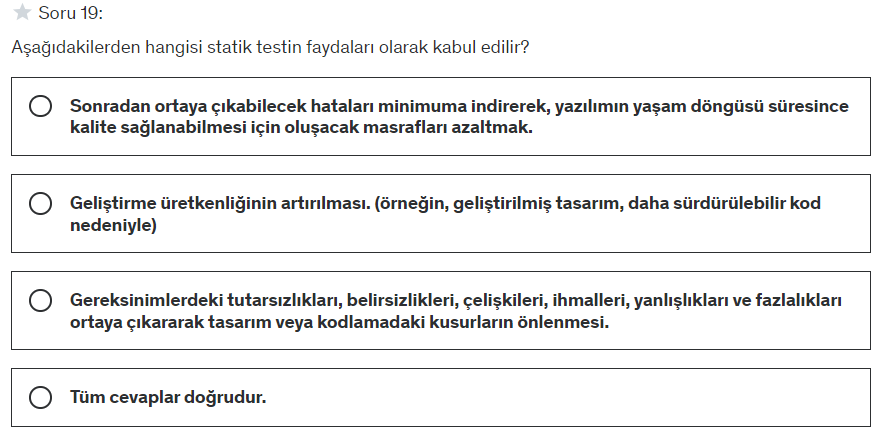 Soru 19:
Aşağıdakilerden hangisi statik testin faydaları olarak kabul edilir?
Sonradan ortaya çıkabilecek hataları minimuma indirerek, yazılımın yaşam döngüsü süresince
kalite sağlanabilmesi için oluşacak masrafları azaltmak.
Geliştirme üretkenliğinin artırılması. (örneğin, geliştirilmiş tasarım, daha sürdürülebilir kod
nedeniyle)
Gereksinimlerdeki tutarsızlıkları, belirsizlikleri, çelişkileri, ihmalleri, yanlışlıkları ve fazlalıkları
ortaya çıkararak tasarım veya kodlamadaki kusurların önlenmesi.
Tüm cevaplar doğrudur.